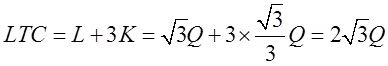 LTC = L + 3K = √3Q + 3 × √3/3 Q = 2√3Q